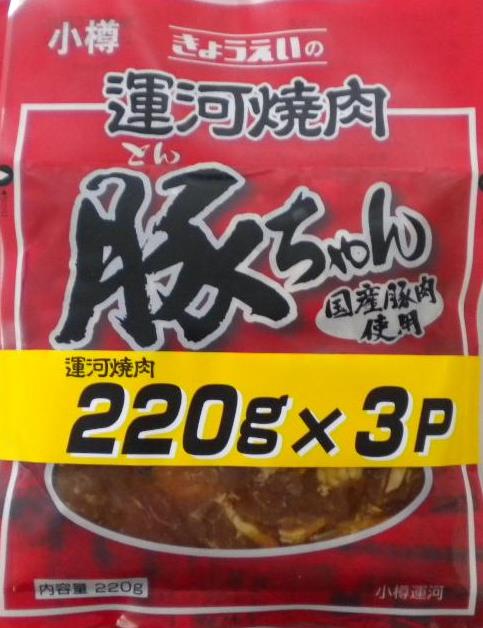 小樽
きょうえいの
運河焼肉
とん
豚ちゃん
国産豚肉
使用
運河焼肉
220g×3P
内容量 220g
小樽運河